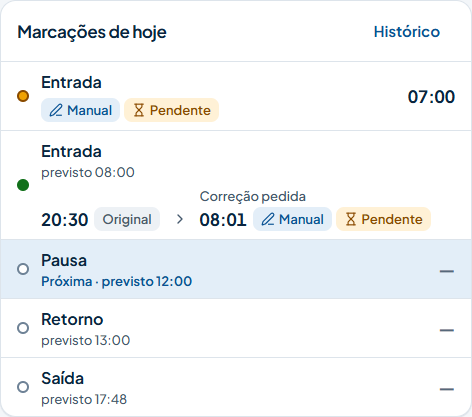 Marcações de hoje Histórico
Entrada
Manual Pendente 07:00
Entrada
previsto 08:00
Correção pedida
20:30 Original > 08:01 Manual Pendente
Pausa
Próxima · previsto 12:00 —
Retorno
previsto 13:00 —
Saída
previsto 17:48 —